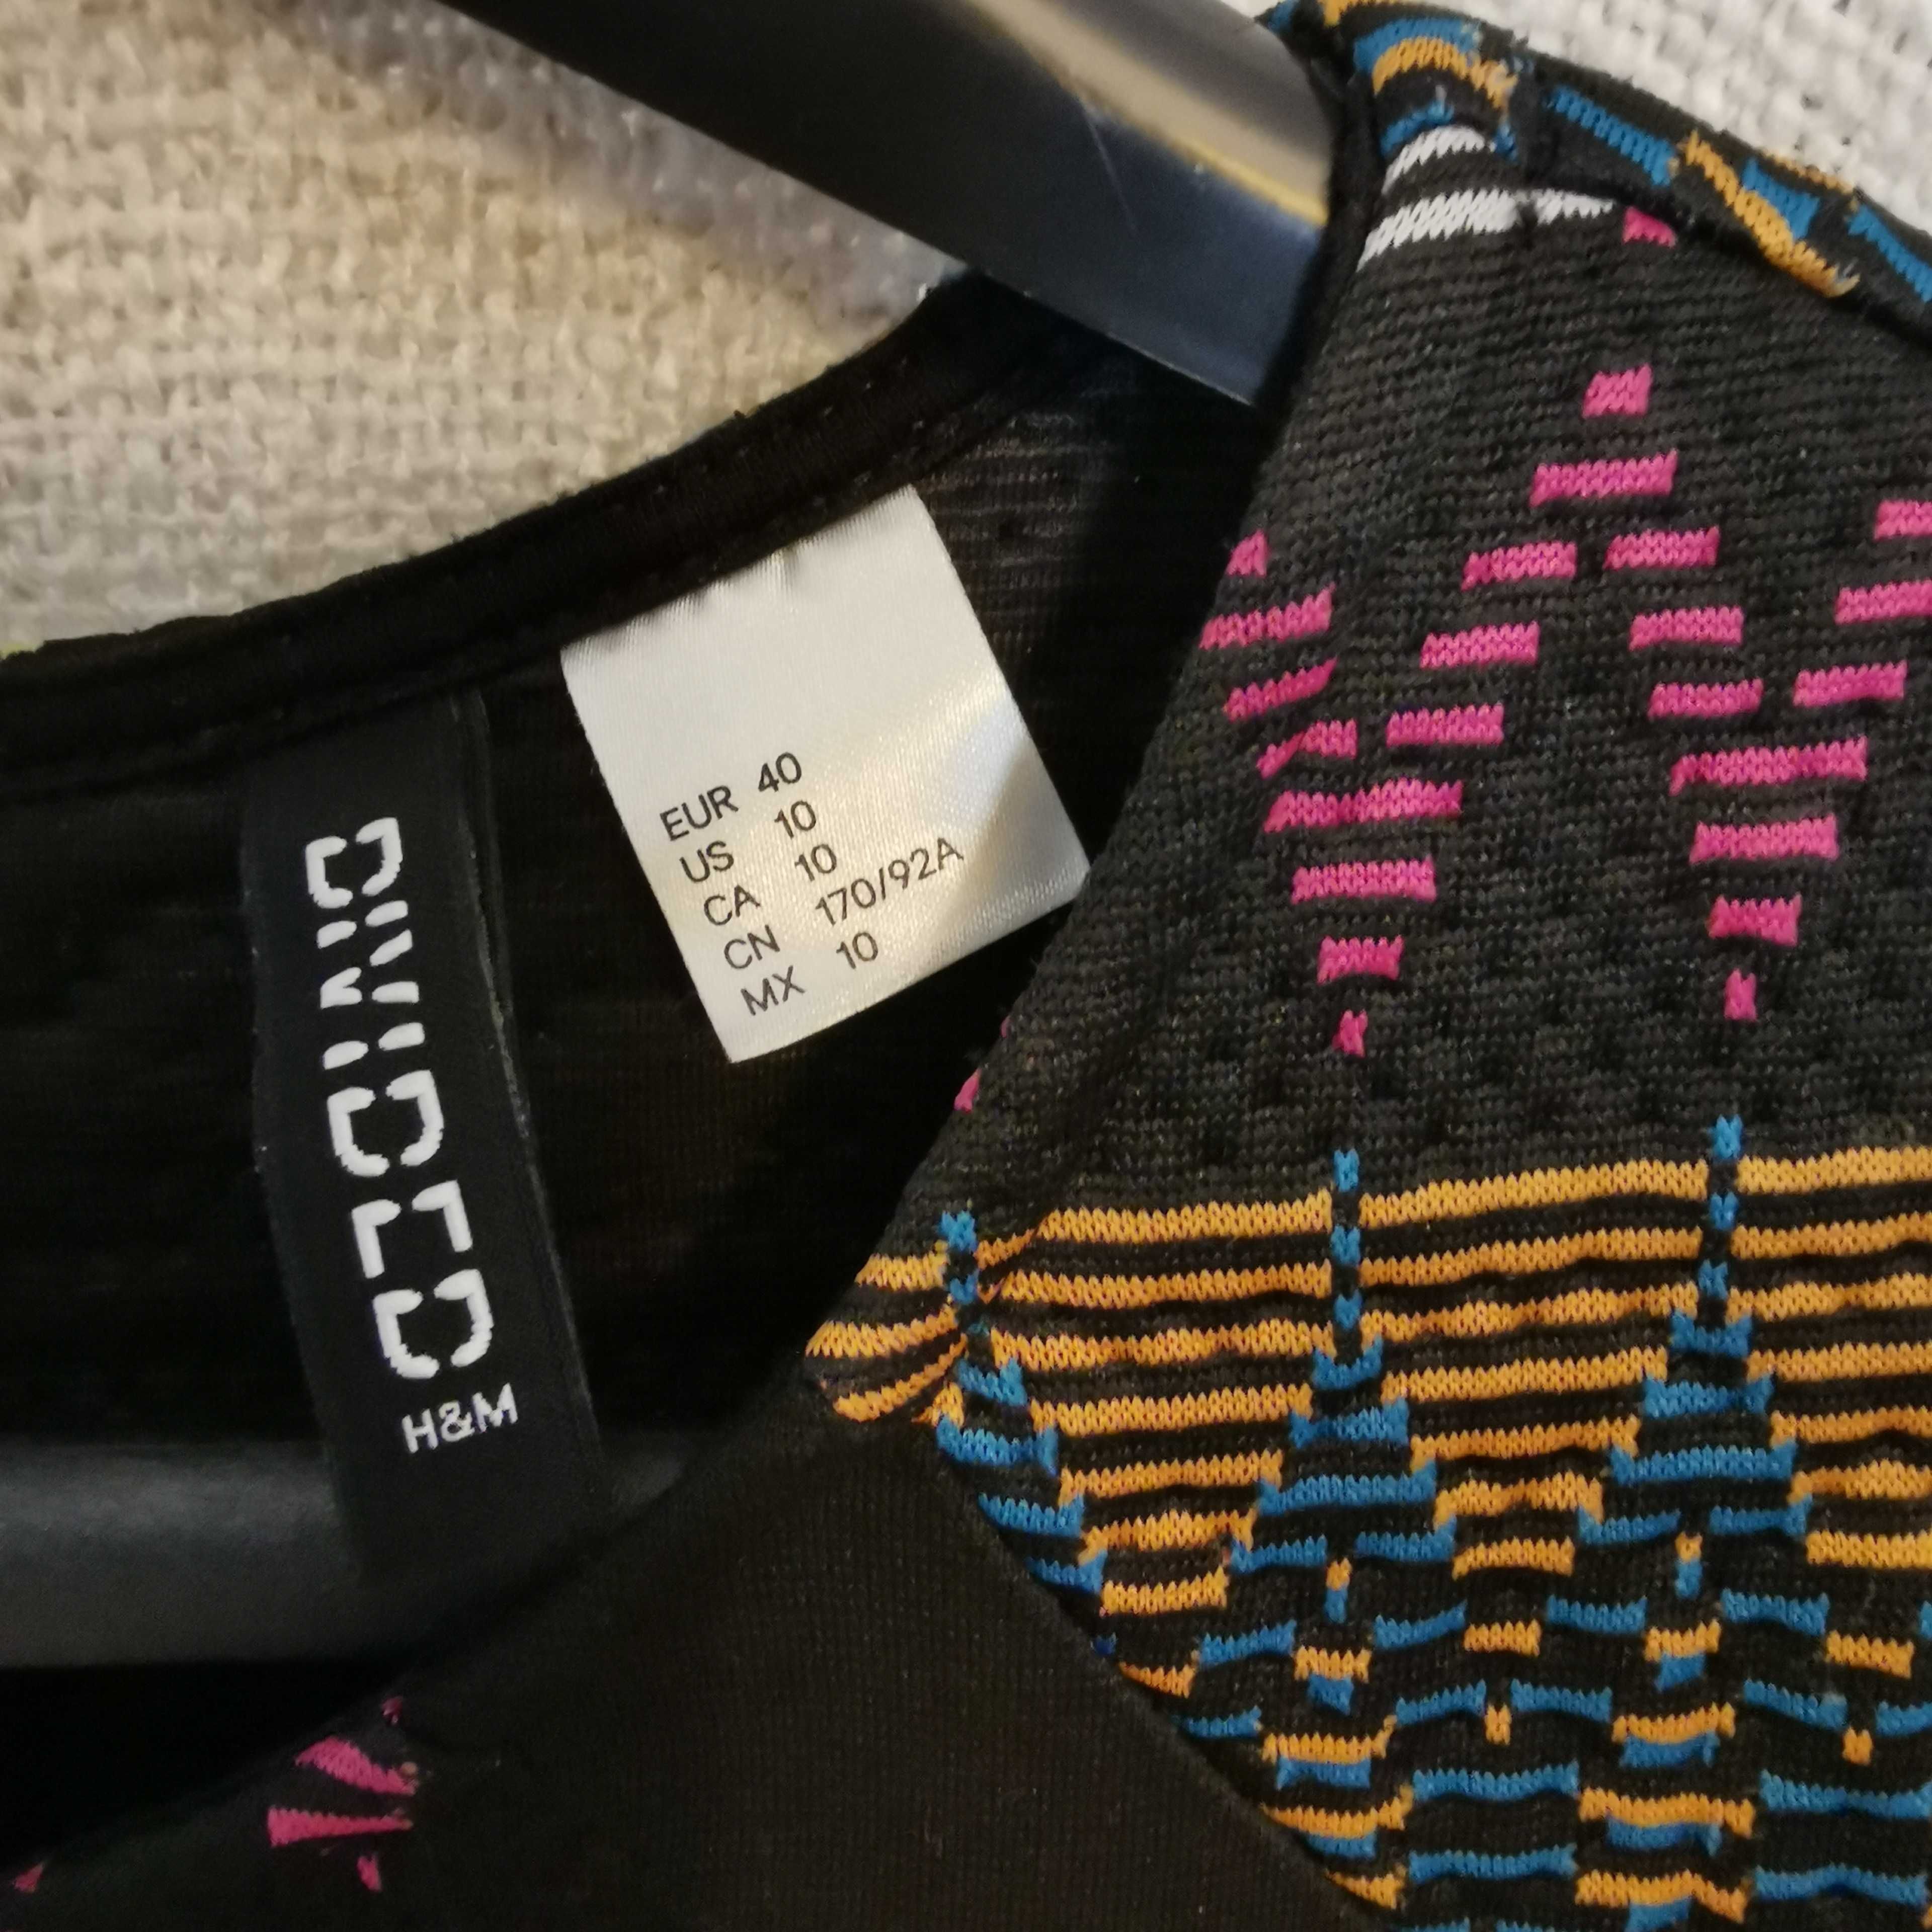 DIVIDED
H&M
EUR 40
US 10
CA 10
CN 170/92A
MX 10